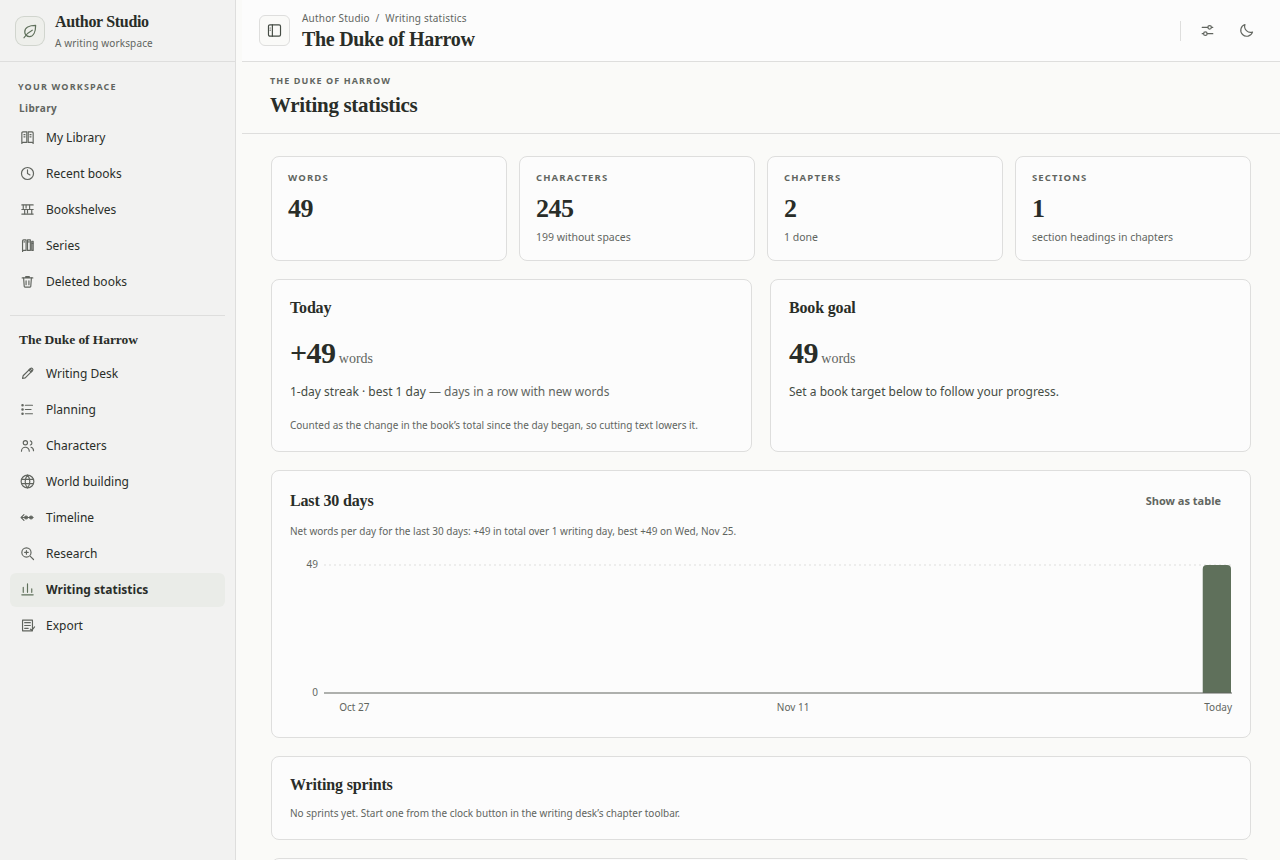 Author Studio
A writing workspace
YOUR WORKSPACE
Library
My Library
Recent books
Bookshelves
Series
Deleted books
The Duke of Harrow
Writing Desk
Planning
Characters
World building
Timeline
Research
Writing statistics
Export
Author Studio / Writing statistics
The Duke of Harrow
THE DUKE OF HARROW
Writing statistics
WORDS
49
CHARACTERS
245
199 without spaces
CHAPTERS
2
1 done
SECTIONS
1
section headings in chapters
Today
+49 words
1-day streak · best 1 day — days in a row with new words
Counted as the change in the book's total since the day began, so cutting text lowers it.
Book goal
49 words
Set a book target below to follow your progress.
Last 30 days
Show as table
Net words per day for the last 30 days: +49 in total over 1 writing day, best +49 on Wed, Nov 25.
49
0
Oct 27
Nov 11
Today
Writing sprints
No sprints yet. Start one from the clock button in the writing desk's chapter toolbar.